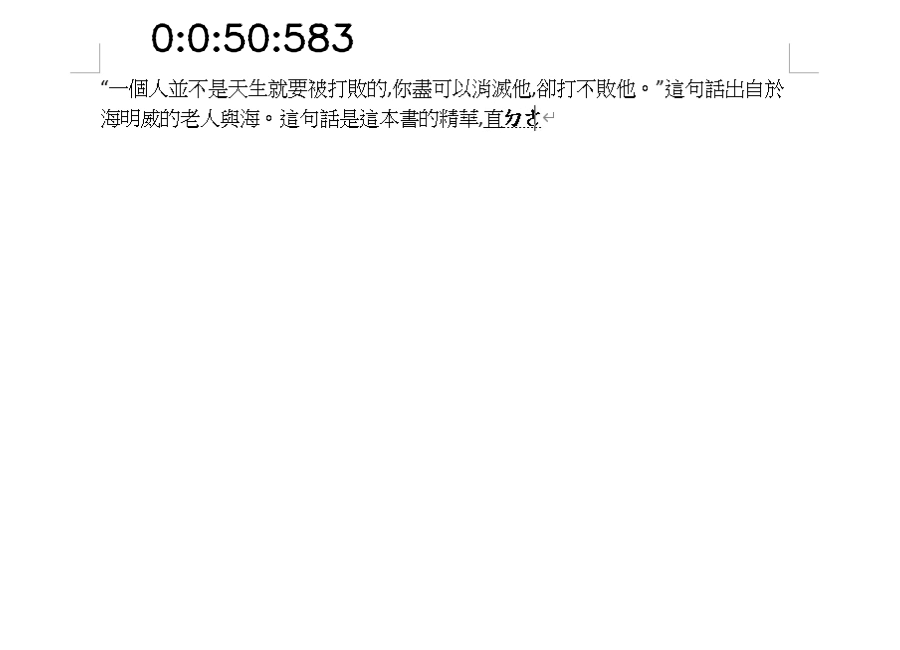 0:0:50:583
“一個人並不是天生就要被打敗的,你盡可以消滅他,卻打不敗他。”這句話出自於
海明威的老人與海。這句話是這本書的精華,直ㄉㄜ